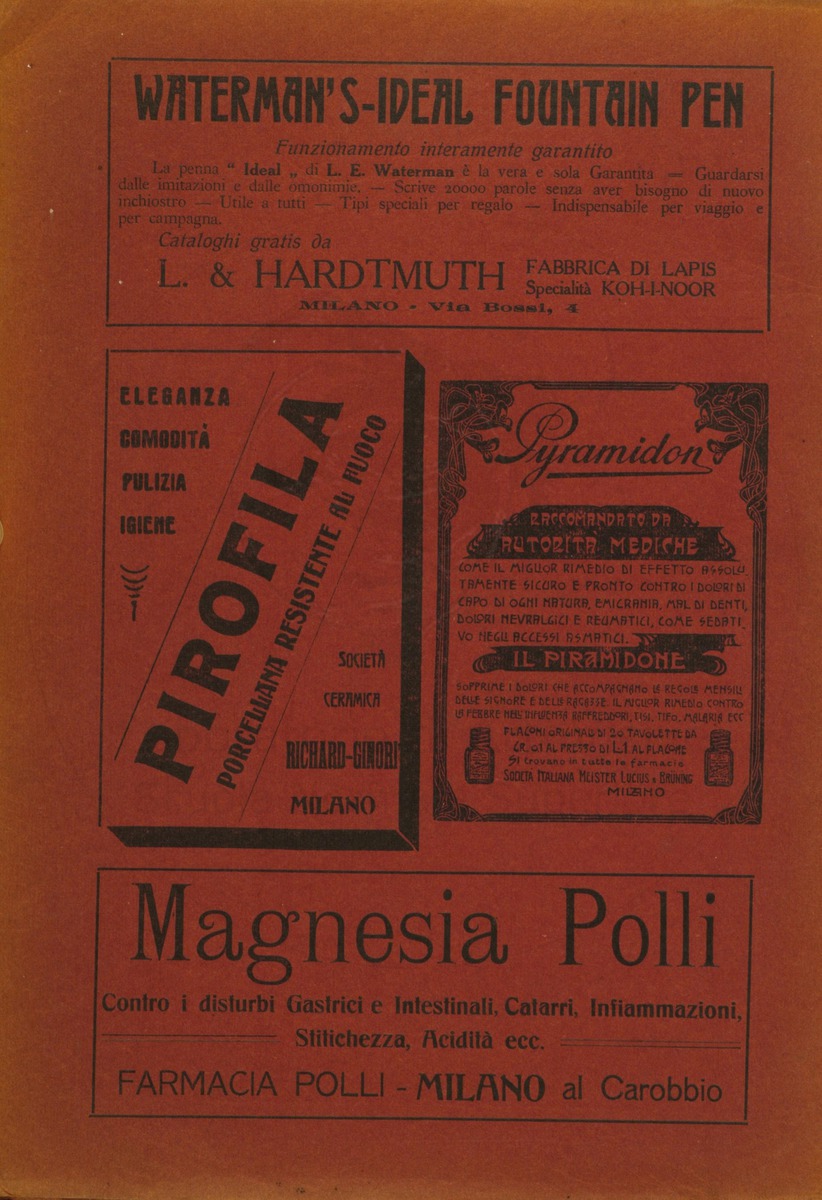 WATERMAN'S-IDEAL FOUNTAIN PEN
Funzionamento interamente garantito
La penna “ Ideal „ di L. E. Waterman è la vera e sola Garantita — Guardarsi
dalle imitazioni e dalle omonimie. — Scrive 20000 parole senza aver bisogno di nuovo
inchiostro — Utile a tutti — Tipi speciali per regalo — Indispensabile per viaggio e
per campagna.
Cataloghi gratis da
L. & HARDTMUTH
FABBRICA DI LAPIS
Specialità KOH-I-NOOR
MILANO - Via Bossi, 4
ELEGANZA
COMODITÀ
PULIZIA
IGIENE
PIROFILA
PORCELLANA RESISTENTE AL FUOCO
SOCIETÀ
CERAMICA
RICHARD-GINORI
MILANO
Pyramidon
RACCOMANDATO DA
AUTORITÀ MEDICHE
COME IL MIGLIOR RIMEDIO DI EFFETTO ASSOLU.
TAMENTE SICURO E PRONTO CONTRO I DOLORI DI
CAPO DI OGNI NATURA, EMICRANIA, MAL DI DENTI,
DOLORI NEVRALGICI E REUMATICI, COME SEDATI.
VO NEGLI ACCESSI ASMATICI.
IL PIRAMIDONE
SOPPRIME I DOLORI CHE ACCOMPAGNANO LE REGOLE MENSILI
DELLE SIGNORE E DELLE RAGASSE. IL MIGLIOR RIMEDIO CONTRO
LE FEBBRE NELL'INFLUENZA RAFFREDDORI, TISI, TIFO, MALARIA ECC
FLACONI ORIGINALI DI 20 TAVOLETTE DA
GR. 0.1 AL PRESSO DI L.1 AL FLACONE
Si trovano in tutte le farmacie
SOCIETA ITALIANA MEISTER LUCIUS e BRÜNING
MILANO
Magnesia Polli
Contro i disturbi Gastrici e Intestinali, Catarri, Infiammazioni,
Stitichezza, Acidità ecc.
FARMACIA POLLI - MILANO al Carobbio